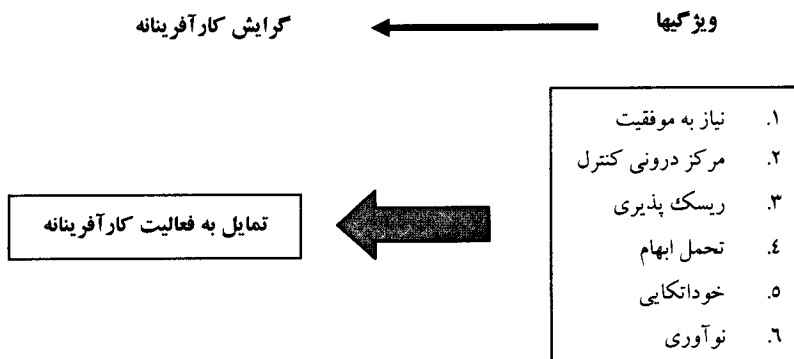 ویژگیها
گرایش کارآفرینانه
۱. نیاز به موفقیت
۲. مرکز درونی کنترل
۳. ریسک پذیری
٤. تحمل ابهام
٥. خوداتکایی
٦. نوآوری
تمایل به فعالیت کارآفرینانه